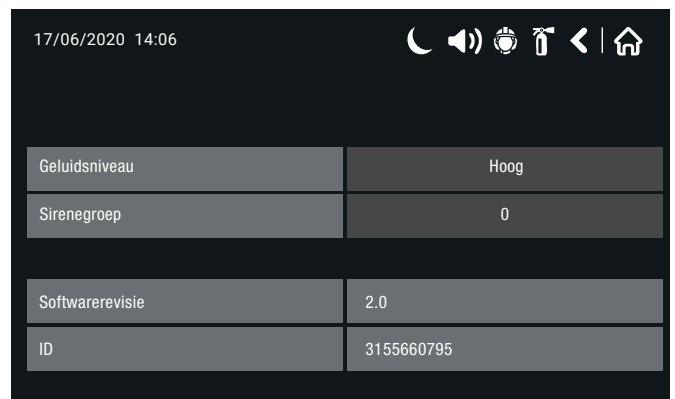 17/06/2020 14:06
Geluidsniveau Hoog
Sirenegroep 0
Softwarerevisie 2.0
ID 3155660795